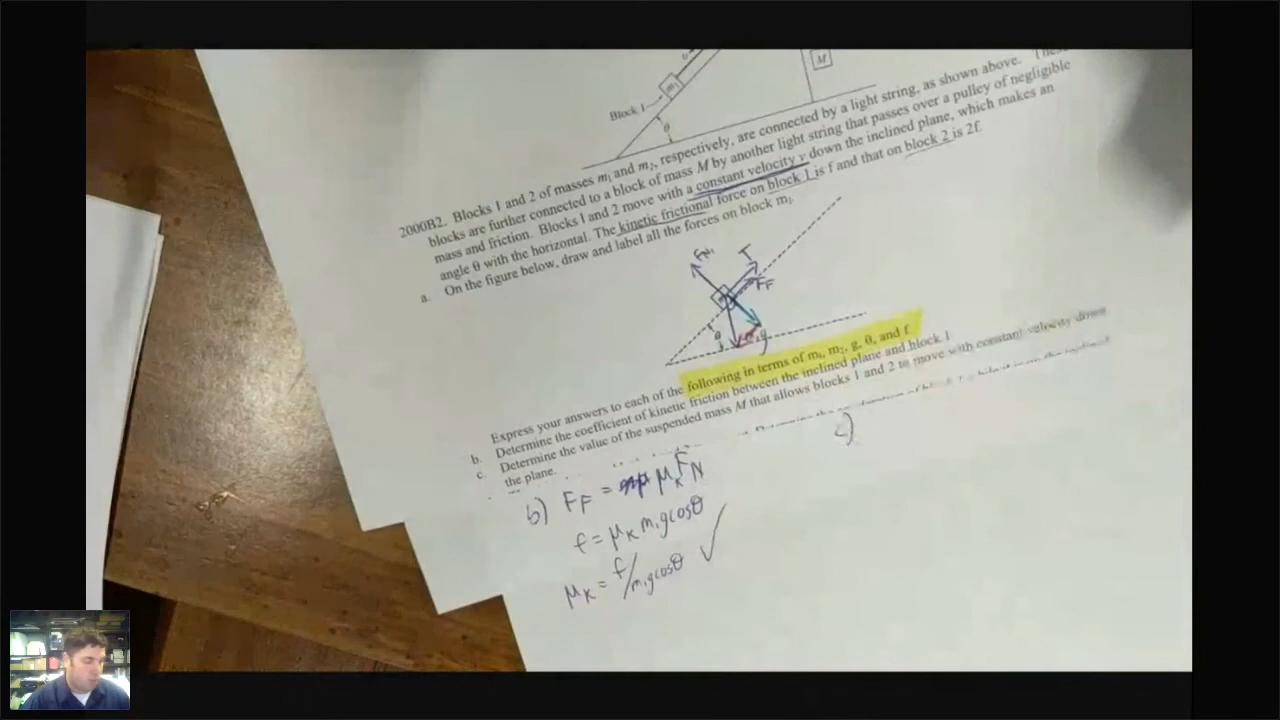 M
m₁
Block 1
θ
2000B2. Blocks 1 and 2 of masses m₁ and m₂, respectively, are connected by a light string, as shown above. These
blocks are further connected to a block of mass M by another light string that passes over a pulley of negligible
mass and friction. Blocks 1 and 2 move with a constant velocity v down the inclined plane, which makes an
angle θ with the horizontal. The kinetic frictional force on block 1 is f and that on block 2 is 2f.
a. On the figure below, draw and label all the forces on block m₁.
T
FF
θ
Express your answers to each of the following in terms of m₁, m₂, g, θ, and f.
b. Determine the coefficient of kinetic friction between the inclined plane and block 1.
c. Determine the value of the suspended mass M that allows blocks 1 and 2 to move with constant velocity down
the plane.
b) F_F = μ_K F_N
c)
f = μ_K m₁g cosθ
μ_K = f/m₁g cosθ ✓